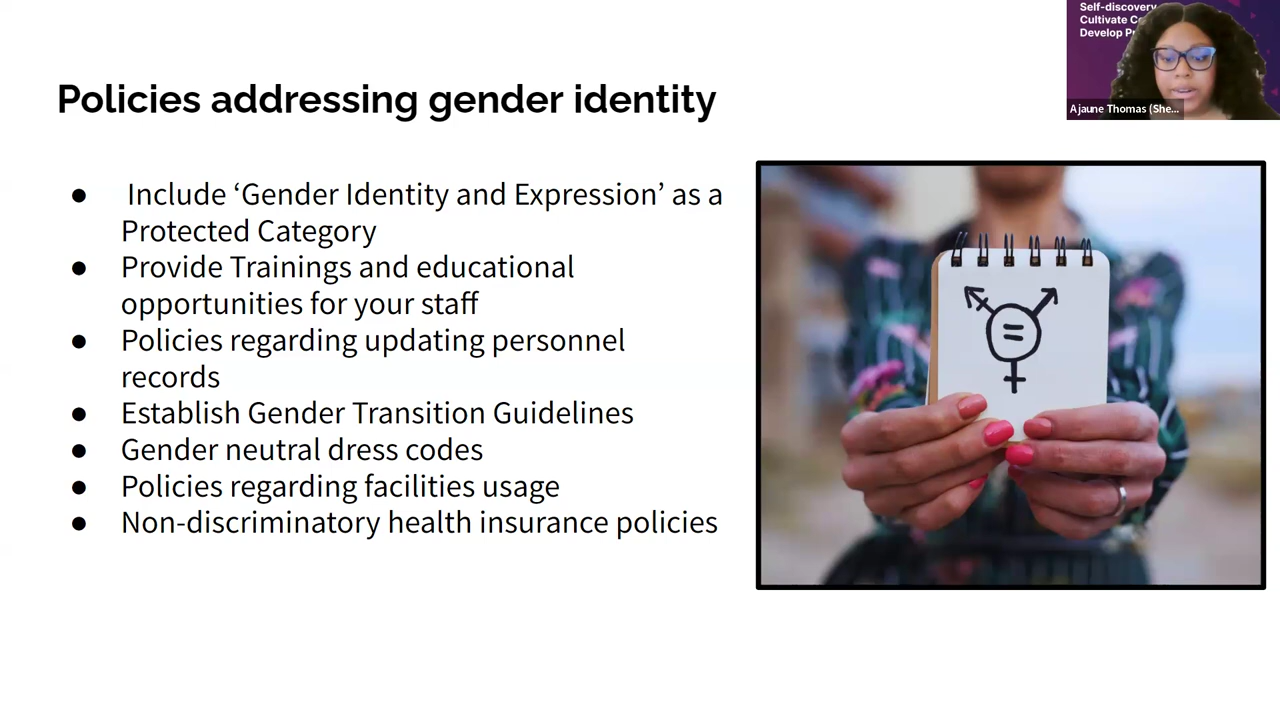 Self-discovery
Cultivate
Develop
Ajaune Thomas (She...
Policies addressing gender identity
● Include ‘Gender Identity and Expression’ as a
Protected Category
● Provide Trainings and educational
opportunities for your staff
● Policies regarding updating personnel
records
● Establish Gender Transition Guidelines
● Gender neutral dress codes
● Policies regarding facilities usage
● Non-discriminatory health insurance policies